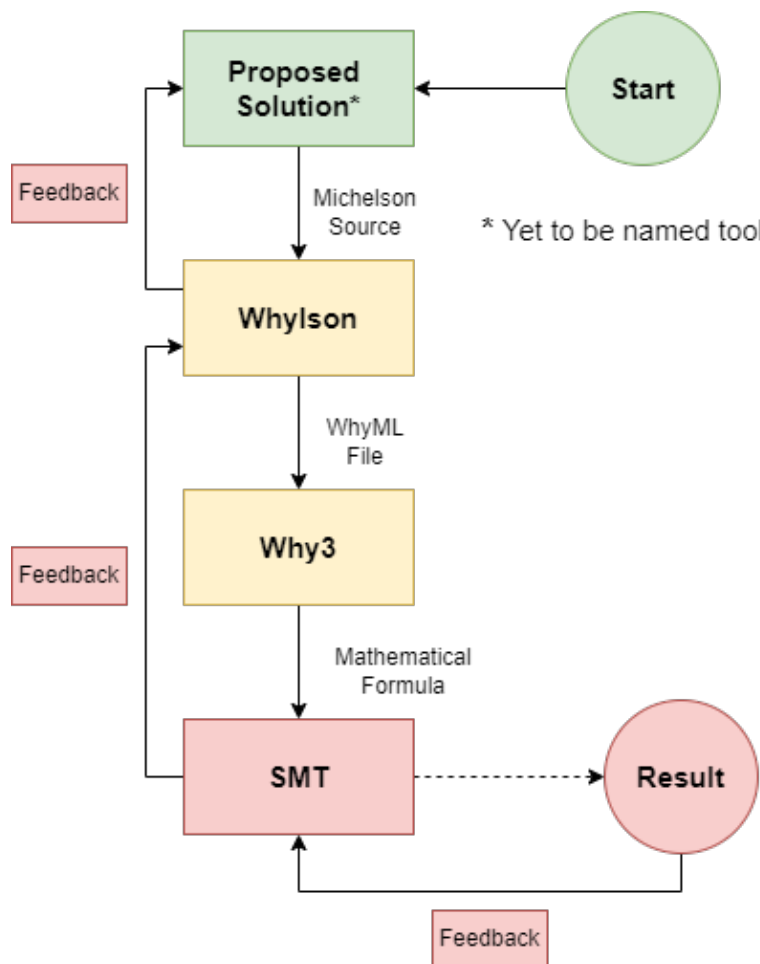 Proposed
Solution*
Start
Feedback
Michelson
Source
* Yet to be named tool
Whylson
WhyML
File
Why3
Feedback
Mathematical
Formula
SMT
Result
Feedback